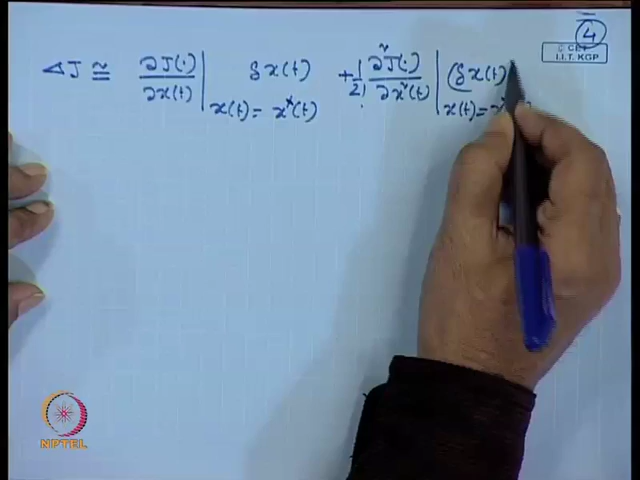 4
© CET
I.I.T. KGP
ΔJ ≅ ∂J(.)/∂x(t) | x(t) = x*(t) δx(t) + 1/2! ∂²J(.)/∂x²(t) | x(t) = x* (δx(t)
NPTEL